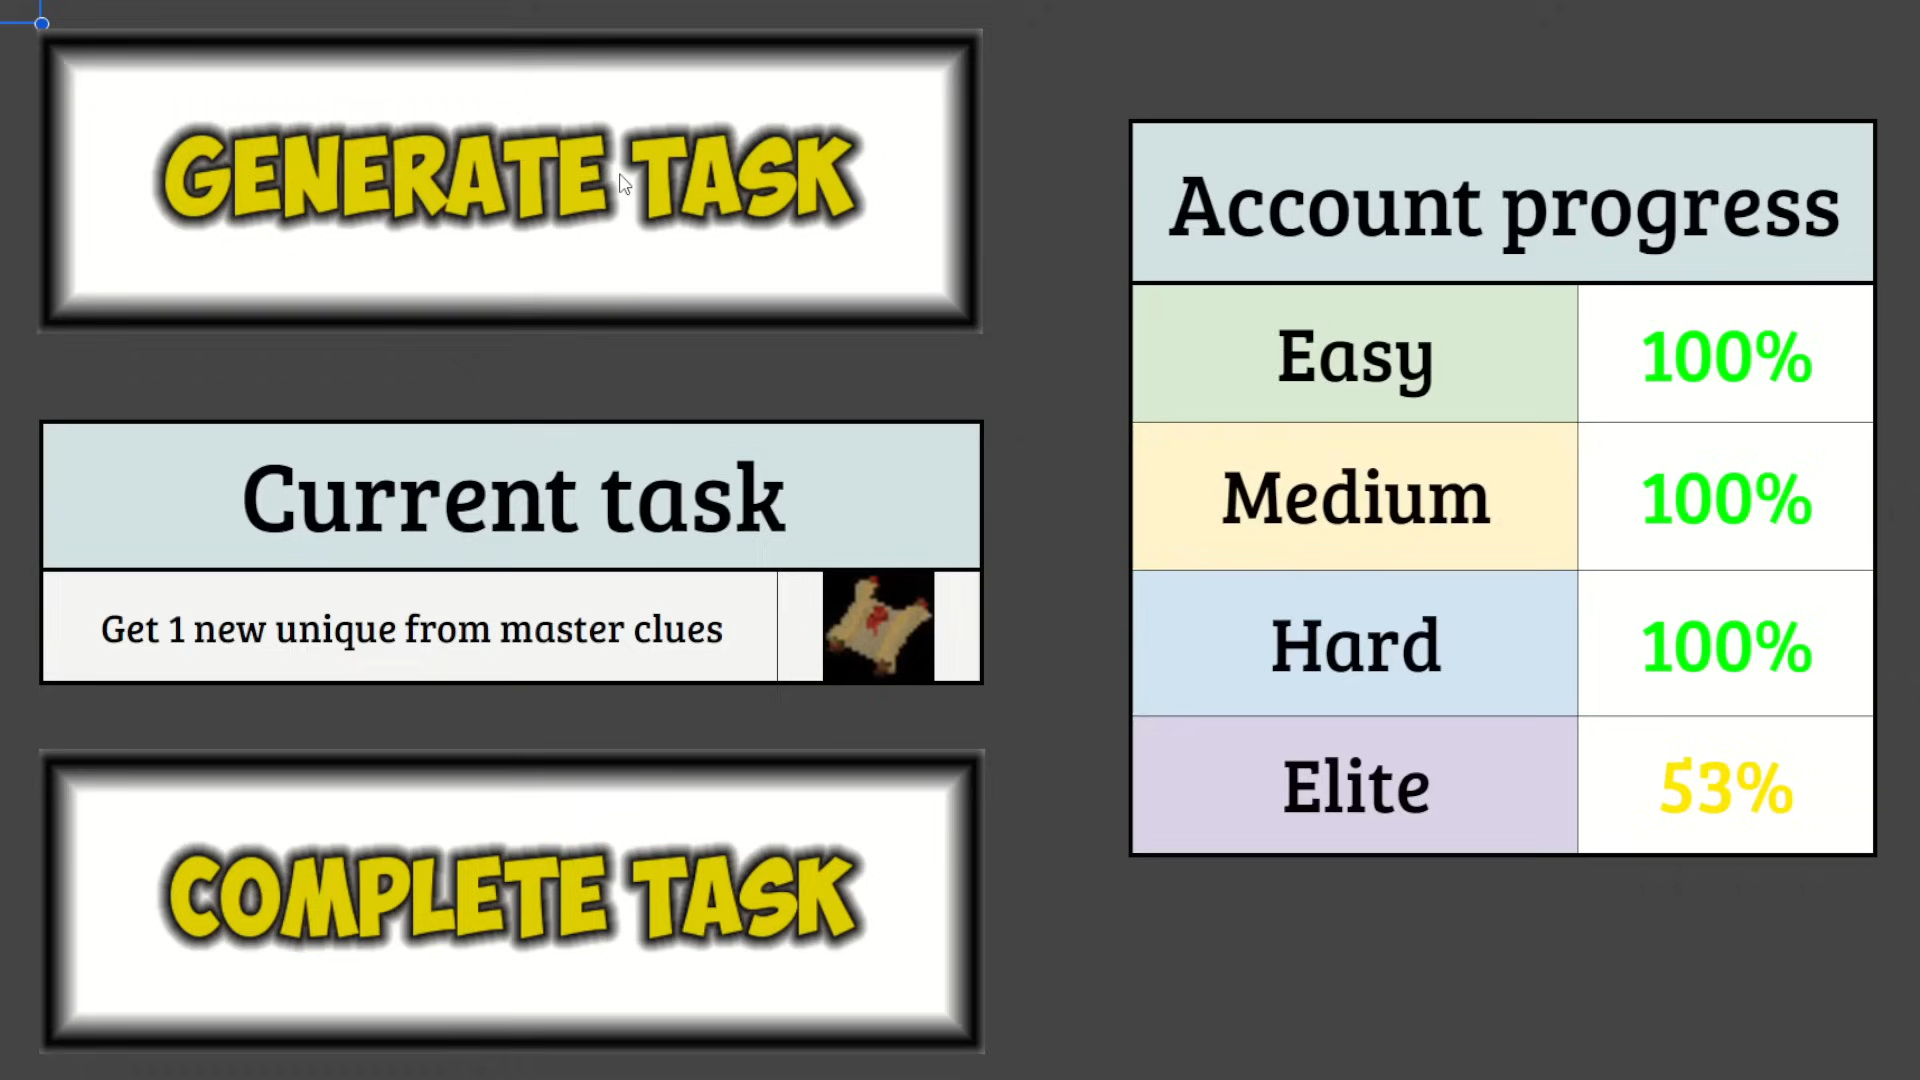 GENERATE TASK
Current task
Get 1 new unique from master clues
COMPLETE TASK
Account progress
Easy 100%
Medium 100%
Hard 100%
Elite 53%